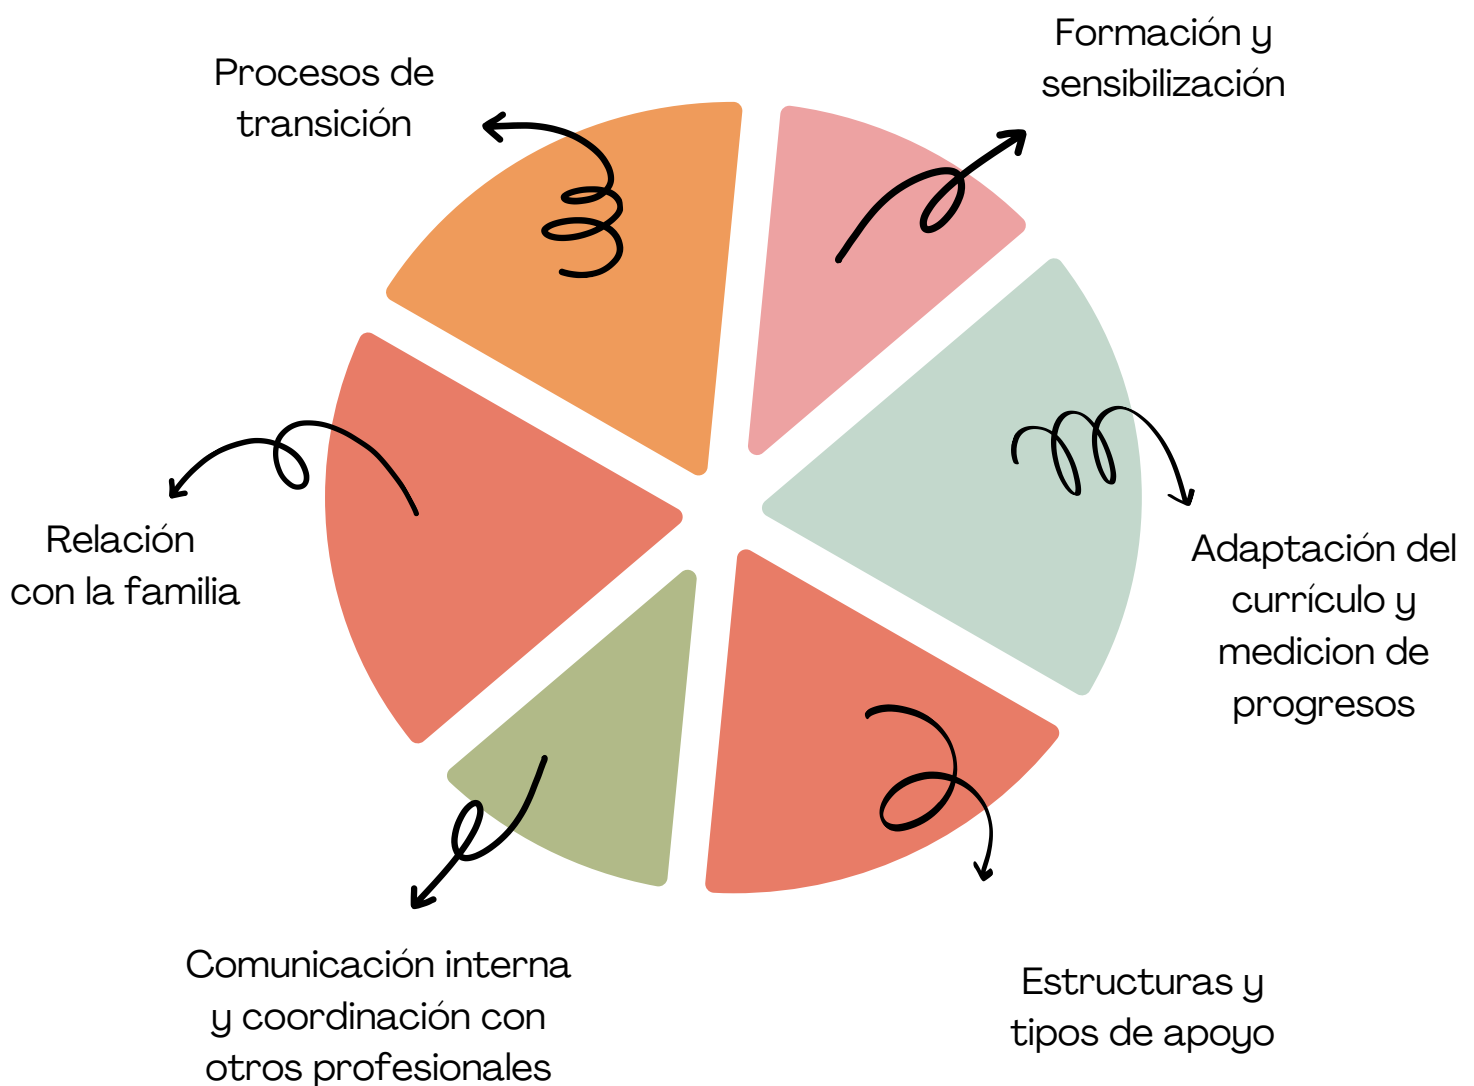 Procesos de
transición
Formación y
sensibilización
Relación
con la familia
Adaptación del
currículo y
medicion de
progresos
Comunicación interna
y coordinación con
otros profesionales
Estructuras y
tipos de apoyo